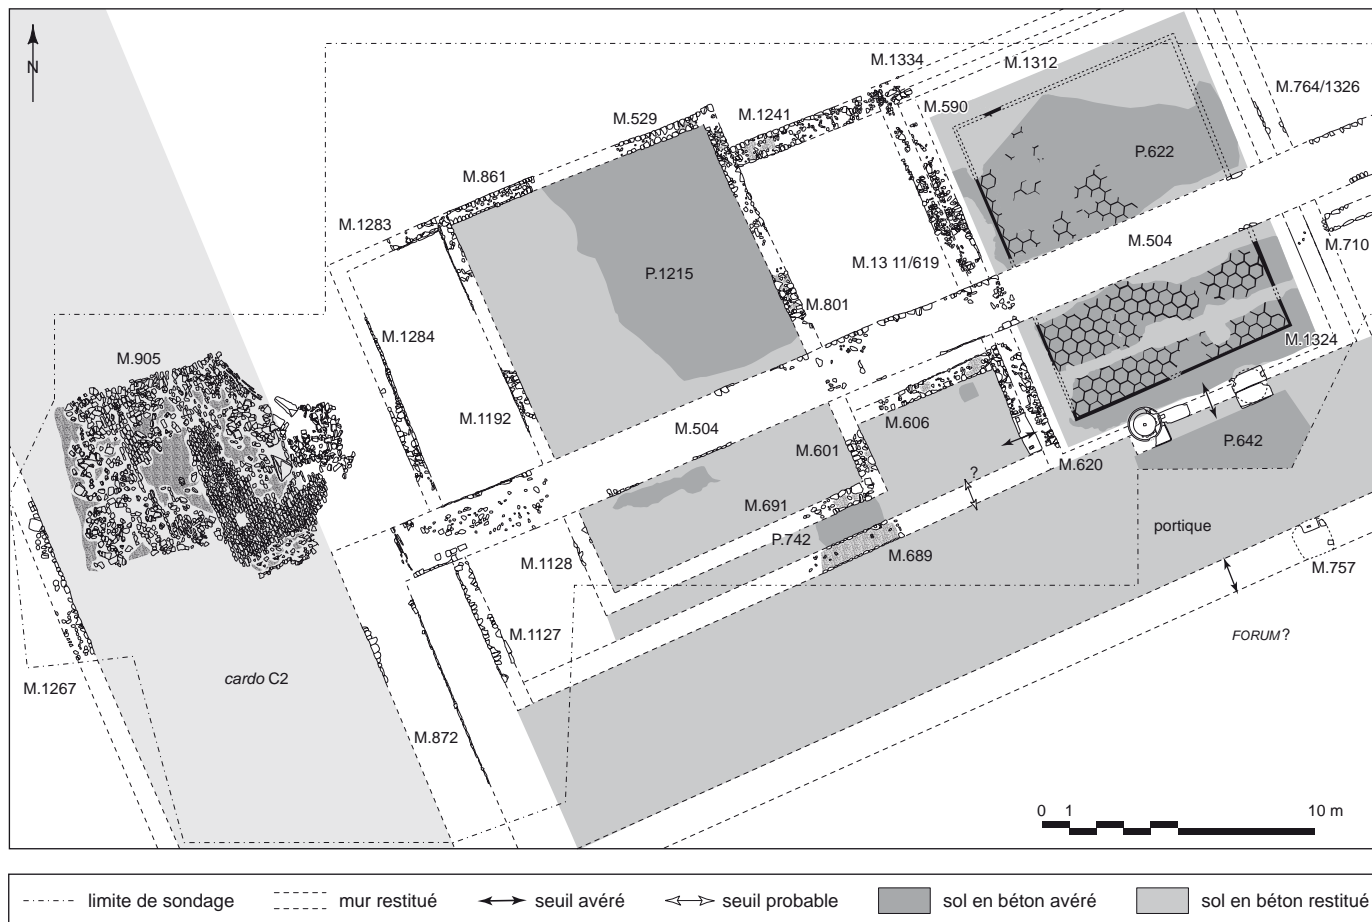 N
M.1334
M.1312
M.764/1326
M.590
M.1241
M.529
P.622
M.861
M.1283
M.504
M.710
M.13 11/619
P.1215
M.801
M.1324
M.1284
M.905
M.1192
M.504
M.606
M.601
P.642
M.620
?
M.691
portique
P.742
M.689
M.1128
M.757
M.1127
FORUM ?
cardo C2
M.1267
M.872
0 1 10 m
limite de sondage mur restitué seuil avéré seuil probable sol en béton avéré sol en béton restitué